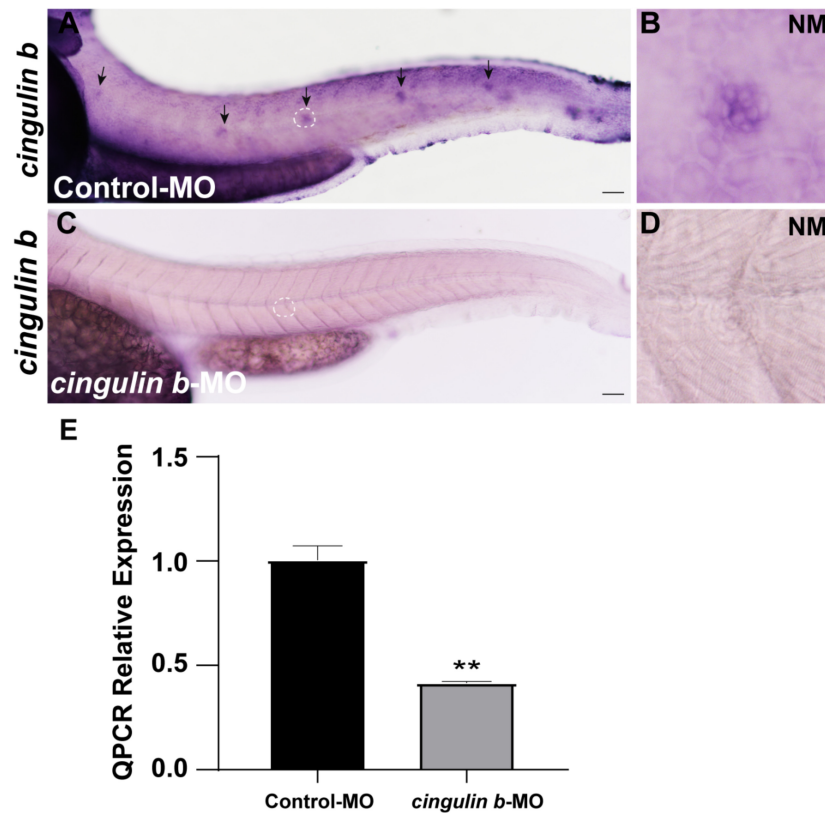 A
B
NM
cingulin b
Control-MO
C
D
NM
cingulin b
cingulin b-MO
E
QPCR Relative Expression
1.5
1.0
0.5
0.0
**
Control-MO
cingulin b-MO